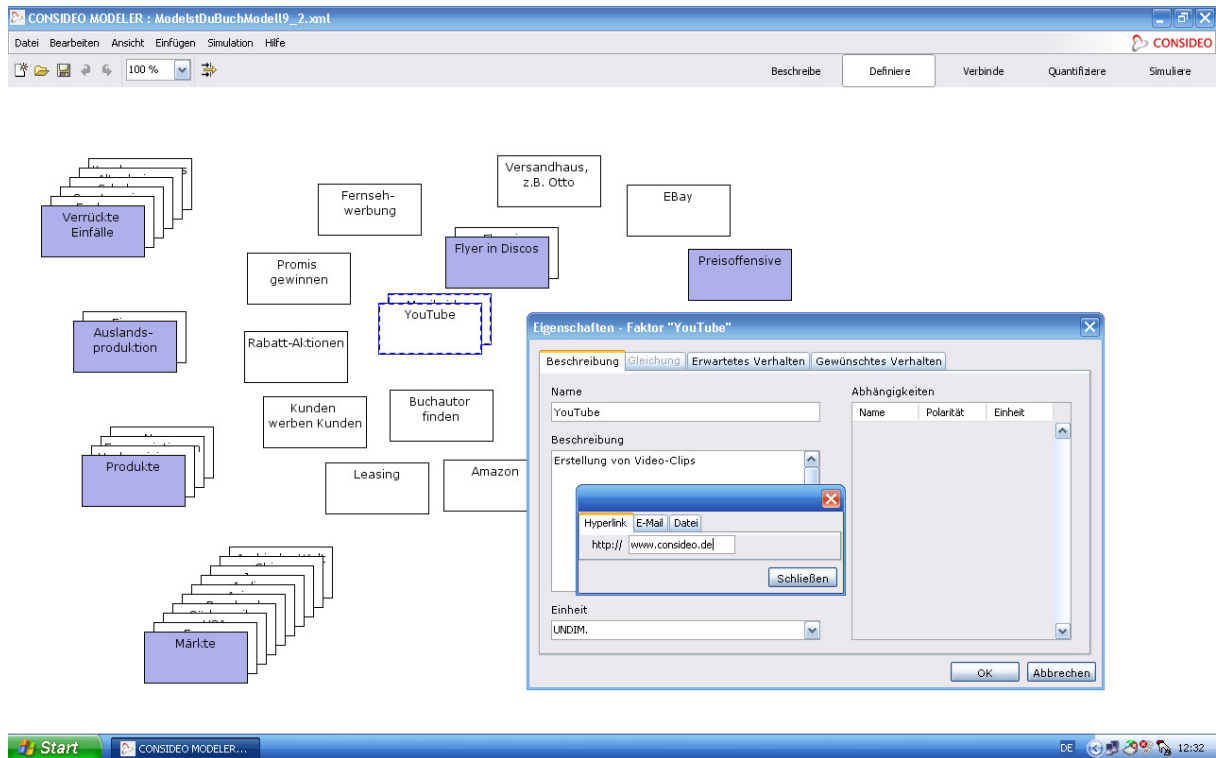 CONSIDEO MODELER : ModelstDuBuchModell9_2.xml
Datei Bearbeiten Ansicht Einfügen Simulation Hilfe
CONSIDEO
100 %
Beschreibe Definiere Verbinde Quantifiziere Simuliere
Verrückte
Einfälle
Fernseh-
werbung
Versandhaus,
z.B. Otto
EBay
Flyer in Discos
Preisoffensive
Promis
gewinnen
YouTube
Auslands-
produktion
Rabatt-Aktionen
Kunden
werben Kunden
Buchautor
finden
Produkte
Leasing
Amazon
Märkte
USA
Eigenschaften - Faktor "YouTube"
Beschreibung Gleichung Erwartetes Verhalten Gewünschtes Verhalten
Name
YouTube
Beschreibung
Erstellung von Video-Clips
Hyperlink E-Mail Datei
http:// www.consideo.de
Schließen
Einheit
UNDIM.
Abhängigkeiten
Name Polarität Einheit
OK Abbrechen
Start CONSIDEO MODELER... DE 12:32